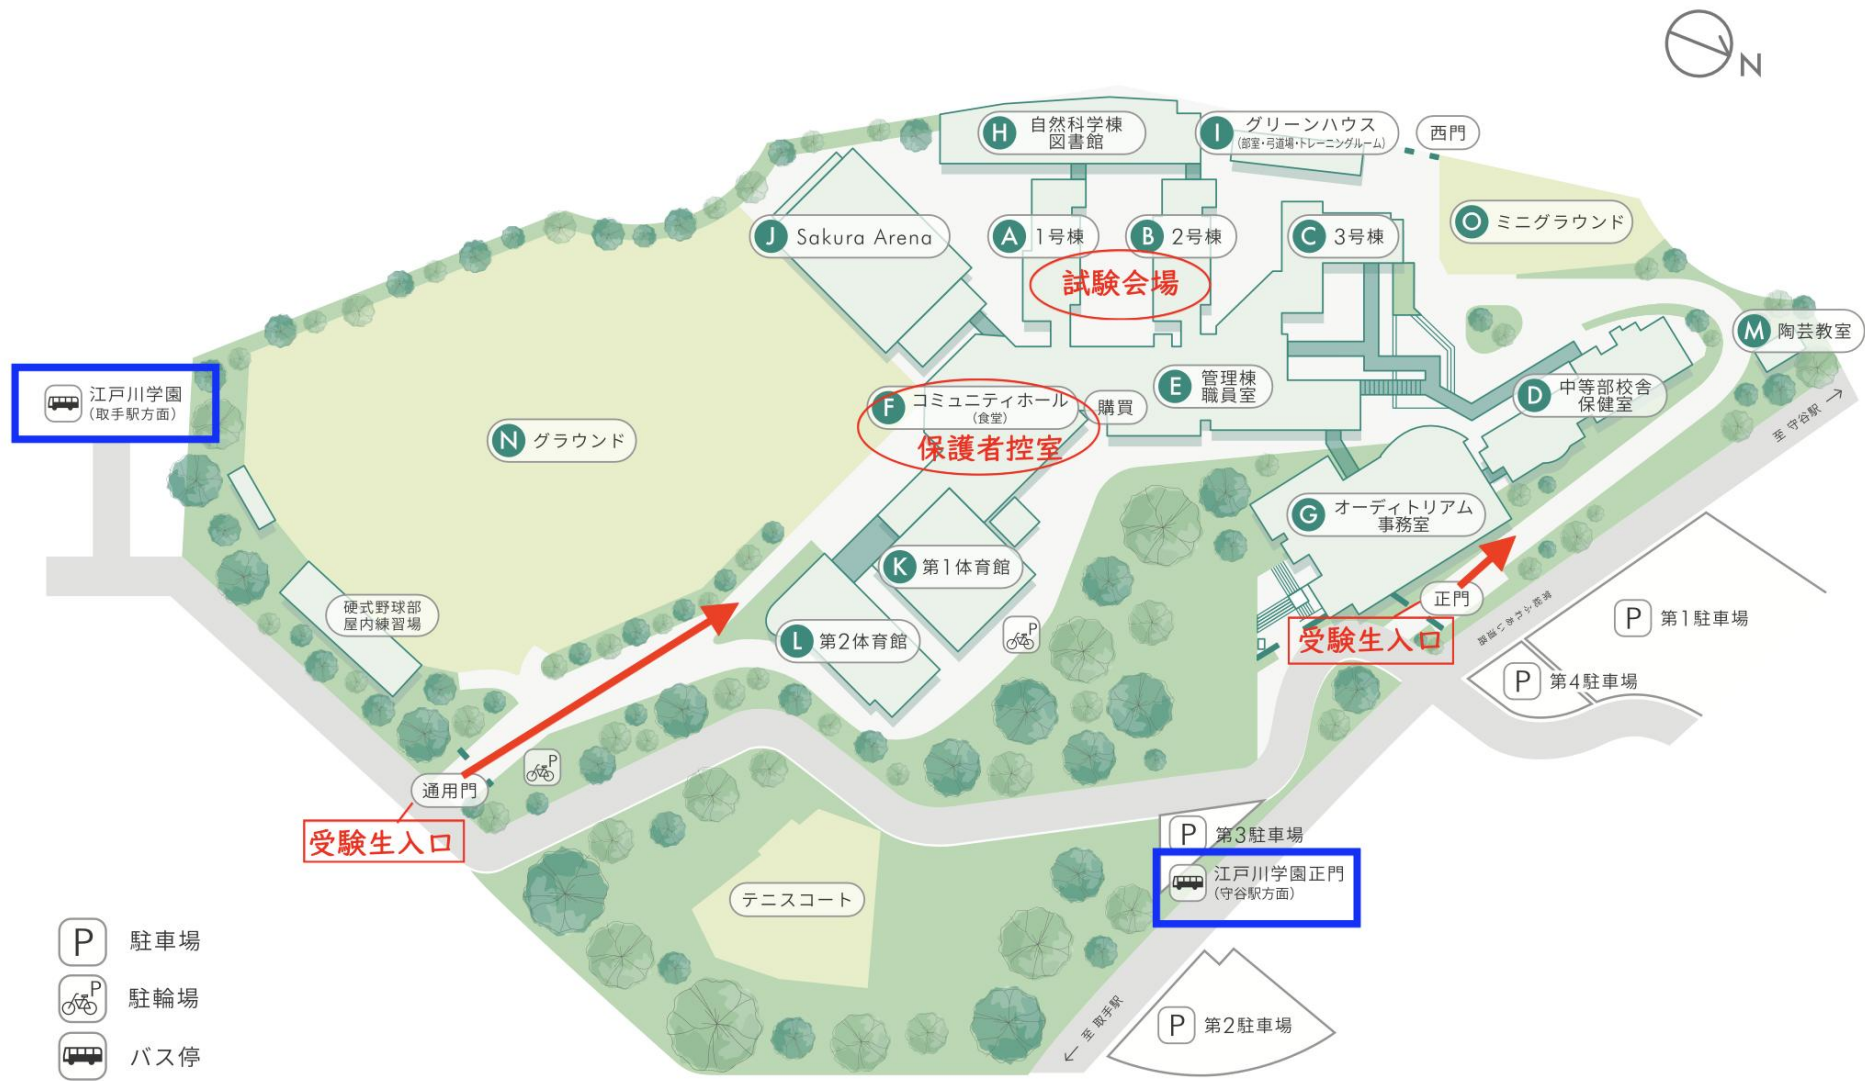 N
H 自然科学棟
図書館
I グリーンハウス
(部室・弓道場・トレーニングルーム)
西門
J Sakura Arena
A 1号棟
B 2号棟
C 3号棟
O ミニグラウンド
試験会場
M 陶芸教室
江戸川学園
(取手駅方面)
F コミュニティホール
(食堂)
購買
E 管理棟
職員室
D 中等部校舎
保健室
至 守谷駅 →
N グラウンド
保護者控室
G オーディトリアム
事務室
K 第1体育館
硬式野球部
屋内練習場
L 第2体育館
P
正門
常総ふれあい道路
P 第1駐車場
受験生入口
P 第4駐車場
P
通用門
受験生入口
P 第3駐車場
江戸川学園正門
(守谷駅方面)
テニスコート
P 駐車場
P 駐輪場
バス停
← 至 取手駅
P 第2駐車場